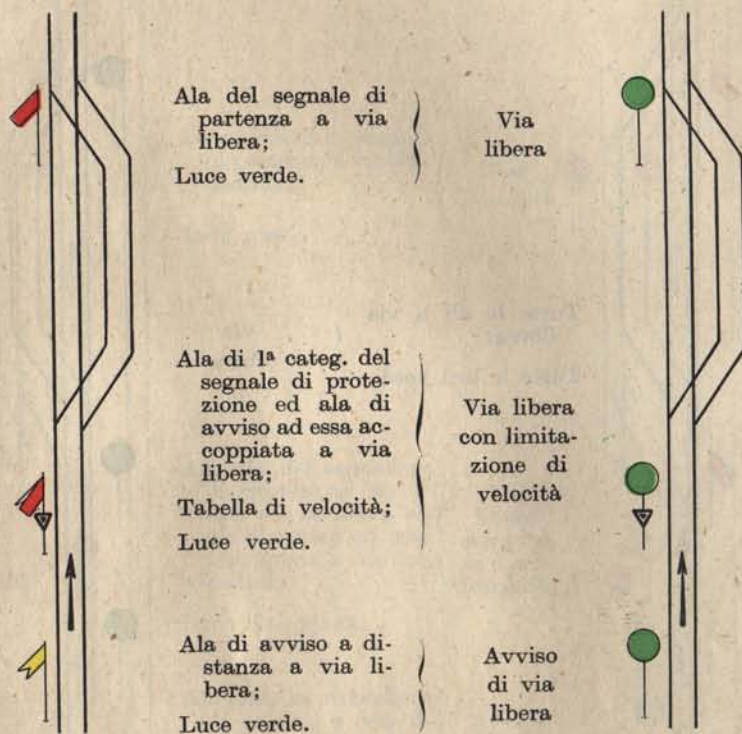 Ala del segnale di
partenza a via
libera;
Luce verde.
Via
libera
Ala di 1ª categ. del
segnale di prote-
zione ed ala di
avviso ad essa ac-
coppiata a via
libera;
Tabella di velocità;
Luce verde.
Via libera
con limita-
zione di
velocità
Ala di avviso a di-
stanza a via li-
bera;
Luce verde.
Avviso
di via
libera